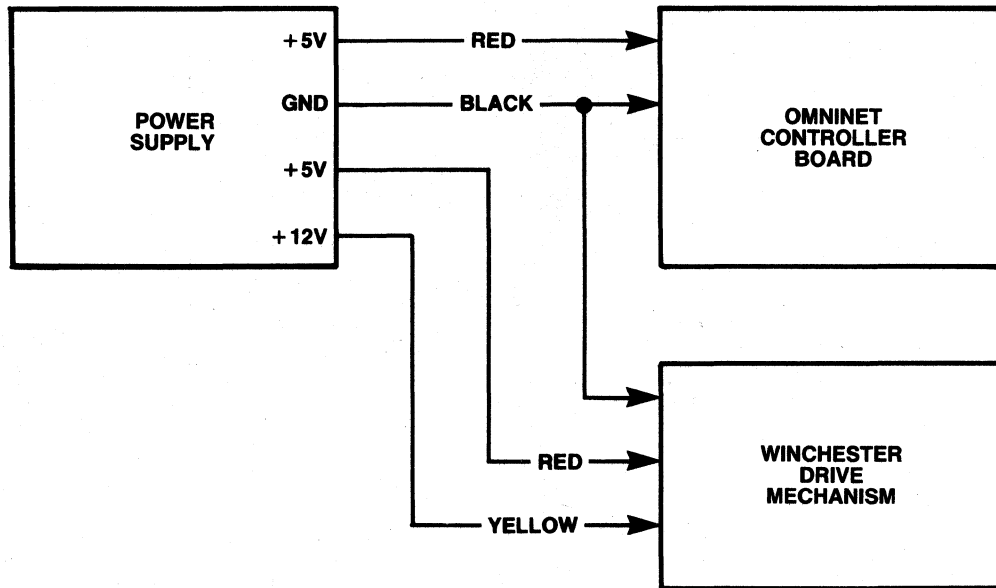 +5V
RED
GND
BLACK
POWER
SUPPLY
OMNINET
CONTROLLER
BOARD
+5V
+12V
WINCHESTER
DRIVE
MECHANISM
RED
YELLOW